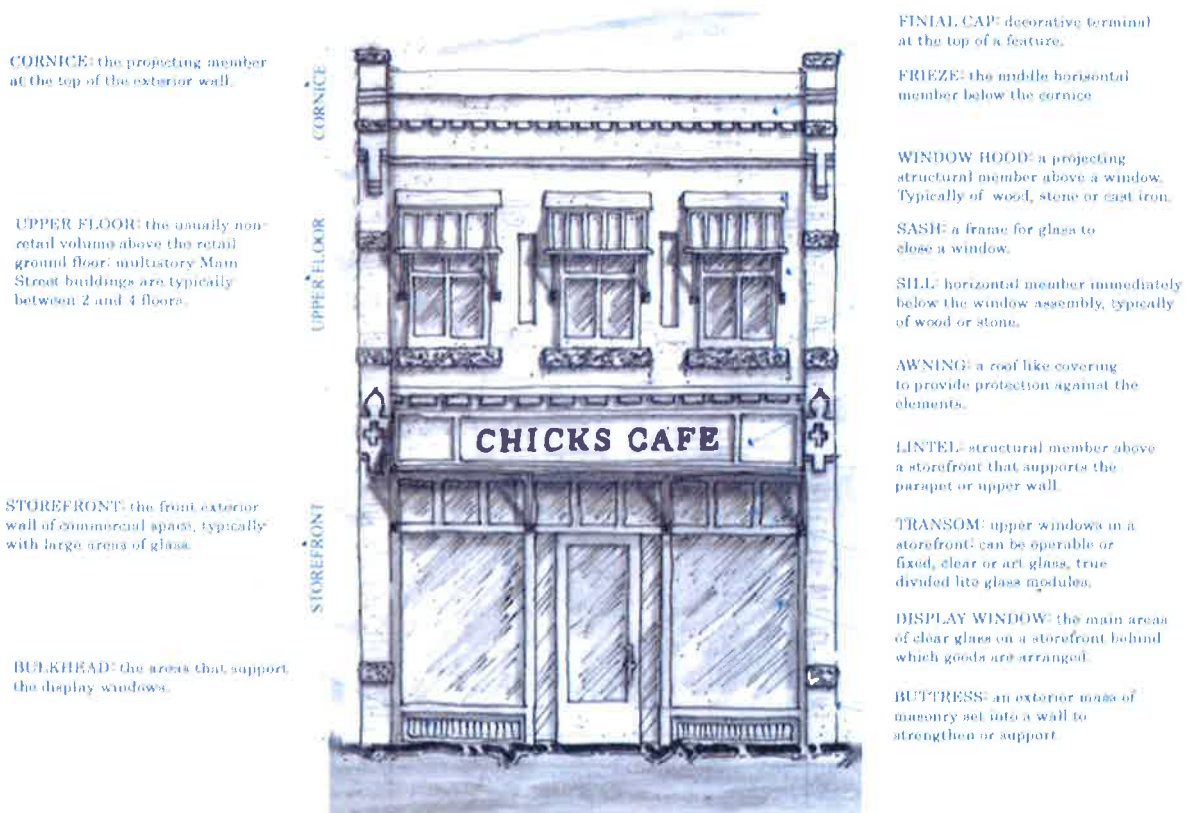 CORNICE: the projecting member
at the top of the exterior wall.
UPPER FLOOR: the usually non-
retail volume above the retail
ground floor: multistory Main
Street buildings are typically
between 2 and 4 floors.
STOREFRONT: the front exterior
wall of commercial space, typically
with large areas of glass.
BULKHEAD: the areas that support
the display windows.
CORNICE
UPPER FLOOR
STOREFRONT
CHICKS CAFE
FINIAL CAP: decorative terminal
at the top of a feature.
FRIEZE: the middle horisontal
member below the cornice
WINDOW HOOD: a projecting
structural member above a window.
Typically of wood, stone or cast iron.
SASH: a frame for glass to
close a window.
SILL: horizontal member immediately
below the window assembly, typically
of wood or stone.
AWNING: a roof like covering
to provide protection against the
elements.
LINTEL: structural member above
a storefront that supports the
parapet or upper wall.
TRANSOM: upper windows in a
storefront: can be operable or
fixed, clear or art glass, true
divided lite glass modules.
DISPLAY WINDOW: the main areas
of clear glass on a storefront behind
which goods are arranged.
BUTTRESS: an exterior mass of
masonry set into a wall to
strengthen or support.